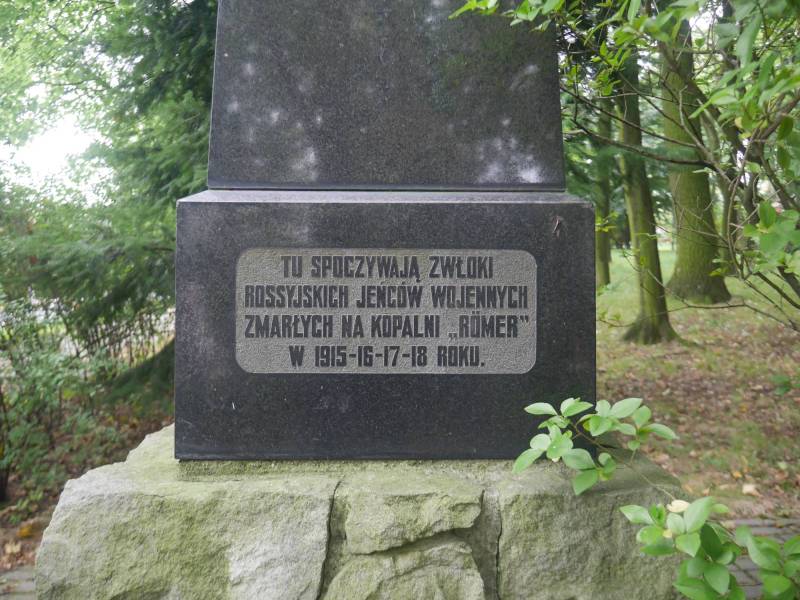 TU SPOCZYWAJĄ ZWŁOKI
ROSSYJSKICH JEŃCÓW WOJENNYCH
ZMARŁYCH NA KOPALNI „RÖMER”
W 1915-16-17-18 ROKU.